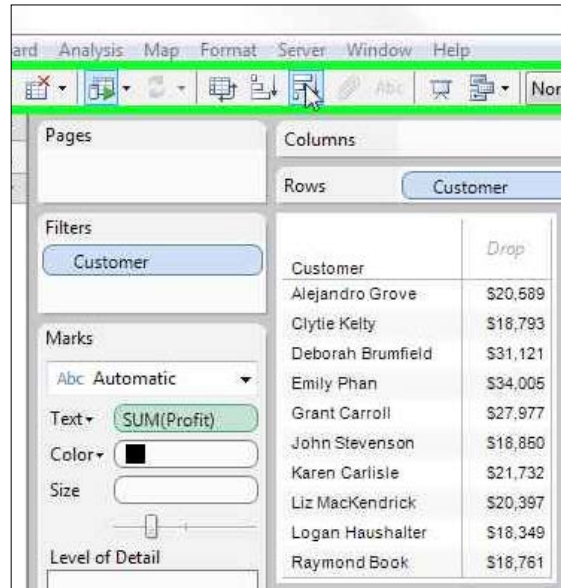 ard Analysis Map Format Server Window Help
Abc Nor
Pages
Columns
Rows Customer
Filters
Customer
Drop
Customer
Alejandro Grove $20,589
Clytie Kelty $18,793
Deborah Brumfield $31,121
Emily Phan $34,005
Grant Carroll $27,977
John Stevenson $18,850
Karen Carlisle $21,732
Liz MacKendrick $20,397
Logan Haushalter $18,349
Raymond Book $18,761
Marks
Abc Automatic
Text SUM(Profit)
Color
Size
Level of Detail